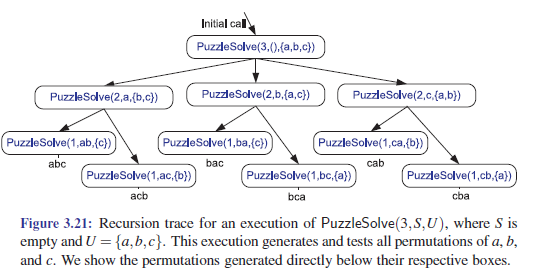 Initial call
PuzzleSolve(3,(),{a,b,c})
PuzzleSolve(2,a,{b,c})
PuzzleSolve(2,b,{a,c})
PuzzleSolve(2,c,{a,b})
PuzzleSolve(1,ab,{c})
PuzzleSolve(1,ba,{c})
PuzzleSolve(1,ca,{b})
abc
bac
cab
PuzzleSolve(1,ac,{b})
PuzzleSolve(1,bc,{a})
PuzzleSolve(1,cb,{a})
acb
bca
cba
Figure 3.21: Recursion trace for an execution of PuzzleSolve(3,S,U), where S is
empty and U = {a,b,c}. This execution generates and tests all permutations of a, b,
and c. We show the permutations generated directly below their respective boxes.